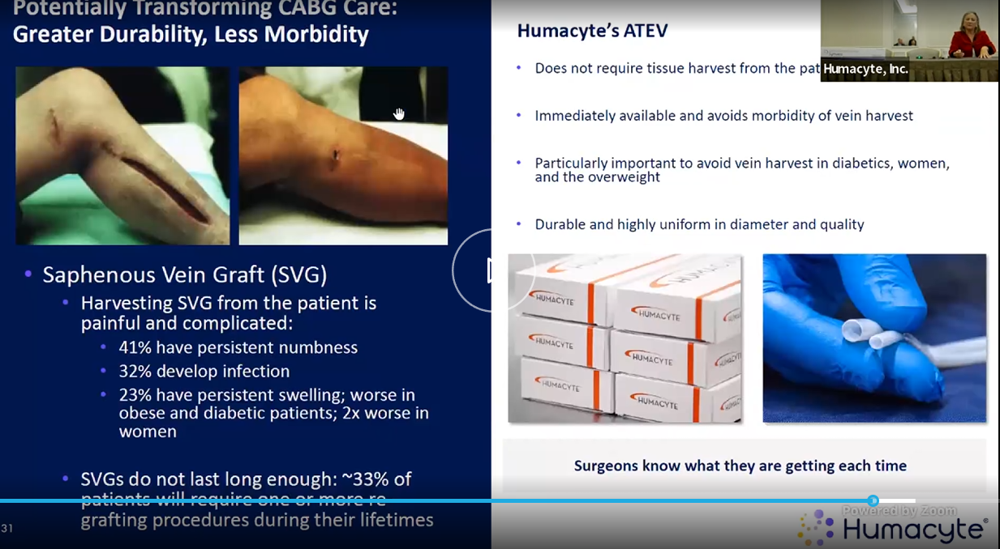 Potentially Transforming CABG Care:
Greater Durability, Less Morbidity
Saphenous Vein Graft (SVG)
Harvesting SVG from the patient is
painful and complicated:
41% have persistent numbness
32% develop infection
23% have persistent swelling; worse in
obese and diabetic patients; 2x worse in
women
SVGs do not last long enough: ~33% of
patients will require one or more re-
grafting procedures during their lifetimes
31
Humacyte's ATEV
Does not require tissue harvest from the
Humacyte, Inc.
Immediately available and avoids morbidity of vein harvest
Particularly important to avoid vein harvest in diabetics, women,
and the overweight
Durable and highly uniform in diameter and quality
HUMACYTE
HUMACYTE
HUMACYTE
HUMACYTE
HUMACYTE
HUMACYTE
HUMACYTE
Surgeons know what they are getting each time
Powered by Zoom
Humacyte®